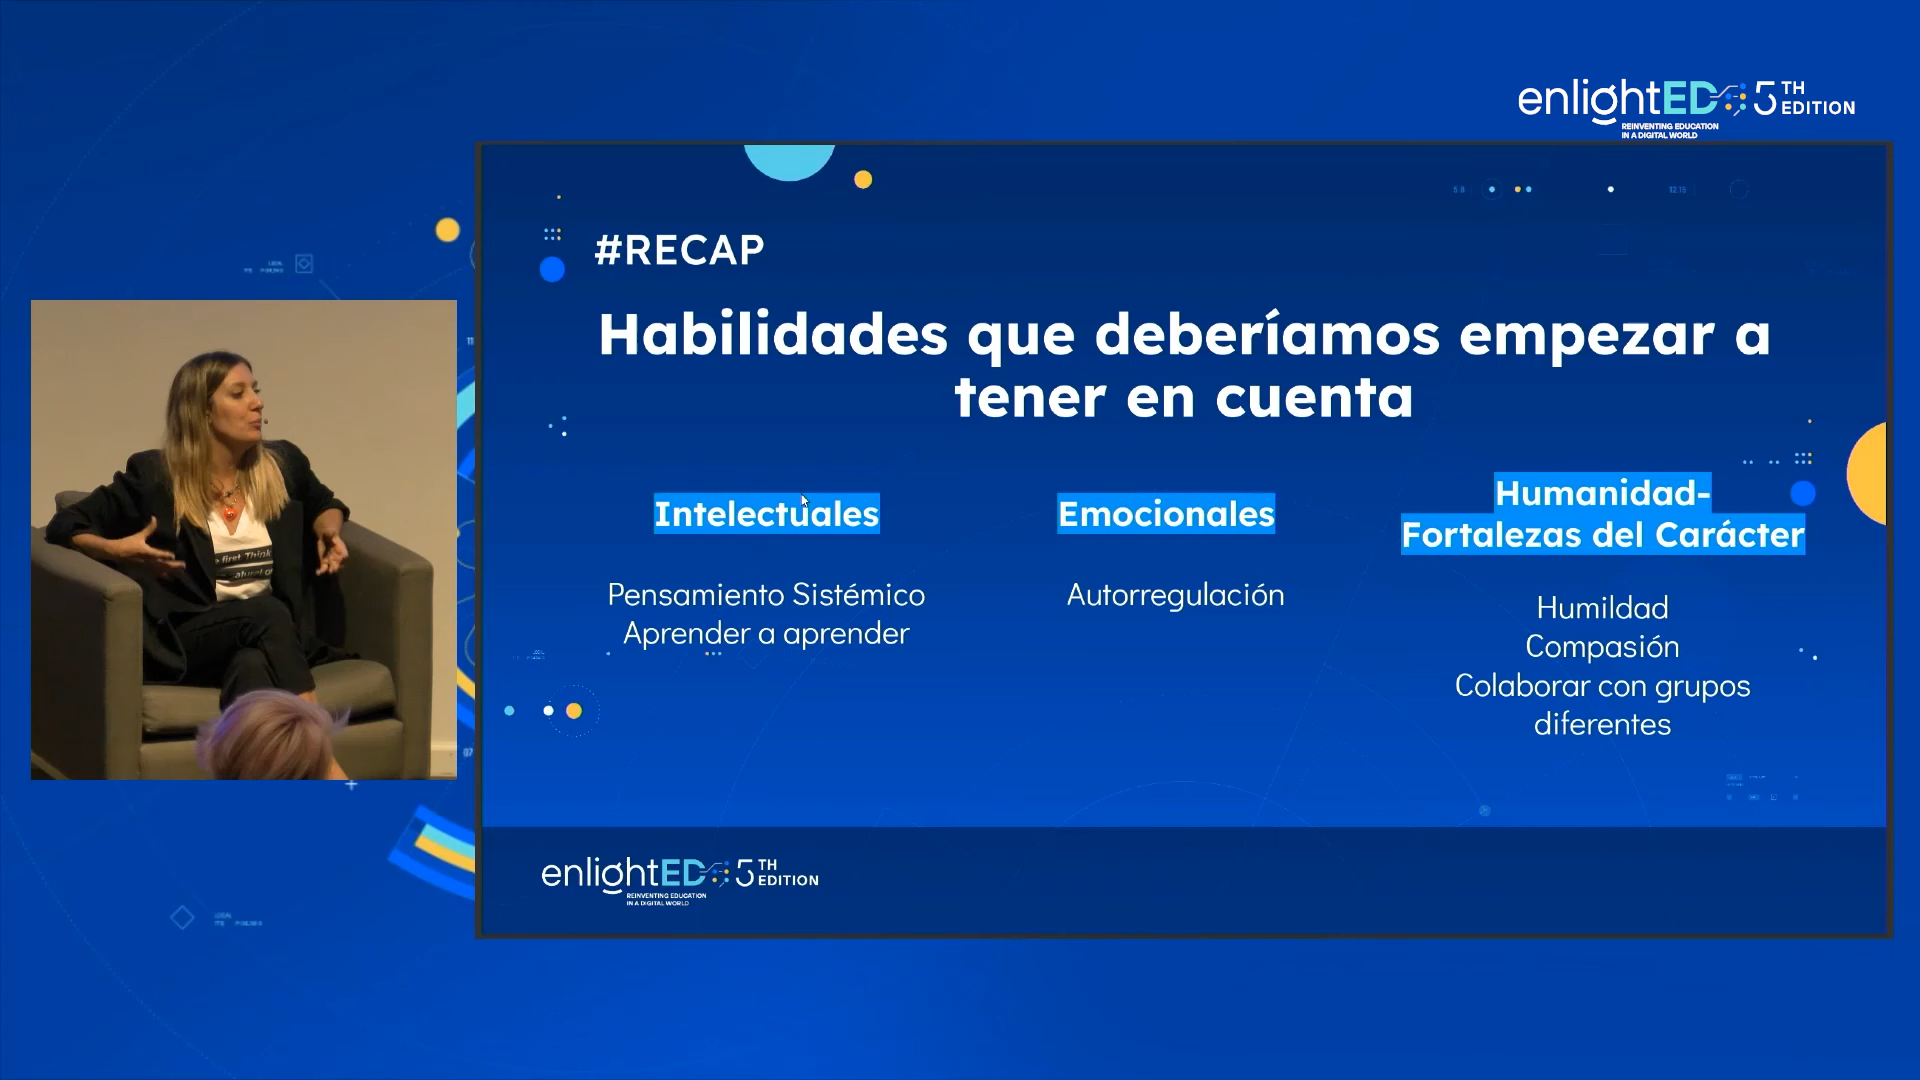 enlightED 5TH EDITION
REINVENTING EDUCATION
IN A DIGITAL WORLD
#RECAP
Habilidades que deberíamos empezar a
tener en cuenta
Intelectuales
Pensamiento Sistémico
Aprender a aprender
Emocionales
Autorregulación
Humanidad-
Fortalezas del Carácter
Humildad
Compasión
Colaborar con grupos
diferentes
first Think
enlightED 5TH EDITION
REINVENTING EDUCATION
IN A DIGITAL WORLD